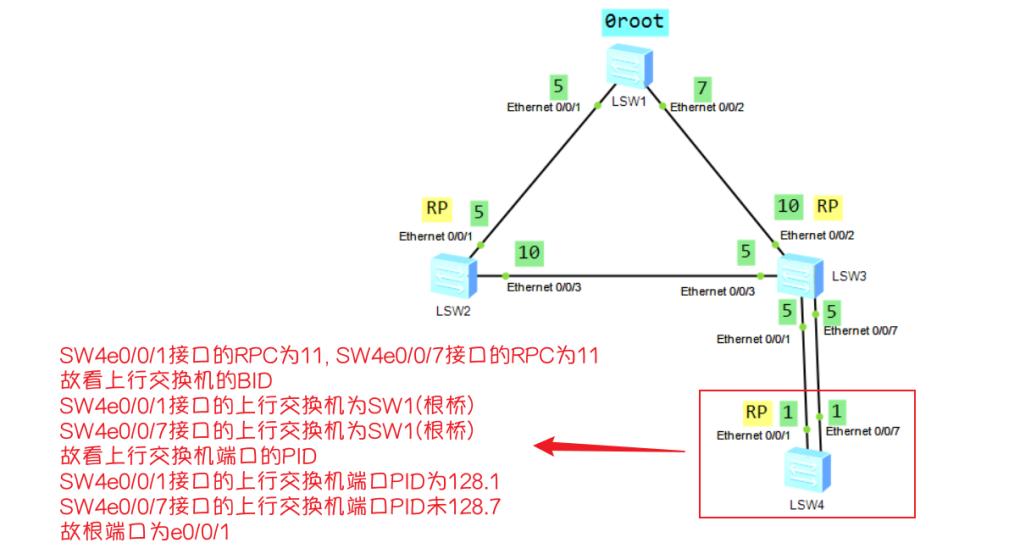 0root
LSW1
5
7
Ethernet 0/0/1
Ethernet 0/0/2
RP
5
10
RP
Ethernet 0/0/1
Ethernet 0/0/2
10
5
Ethernet 0/0/3
Ethernet 0/0/3
LSW2
LSW3
5
5
Ethernet 0/0/1
Ethernet 0/0/7
SW4e0/0/1接口的RPC为11, SW4e0/0/7接口的RPC为11
故看上行交换机的BID
SW4e0/0/1接口的上行交换机为SW1(根桥)
SW4e0/0/7接口的上行交换机为SW1(根桥)
故看上行交换机端口的PID
SW4e0/0/1接口的上行交换机端口PID为128.1
SW4e0/0/7接口的上行交换机端口PID未128.7
故根端口为e0/0/1
RP
1
1
Ethernet 0/0/1
Ethernet 0/0/7
LSW4